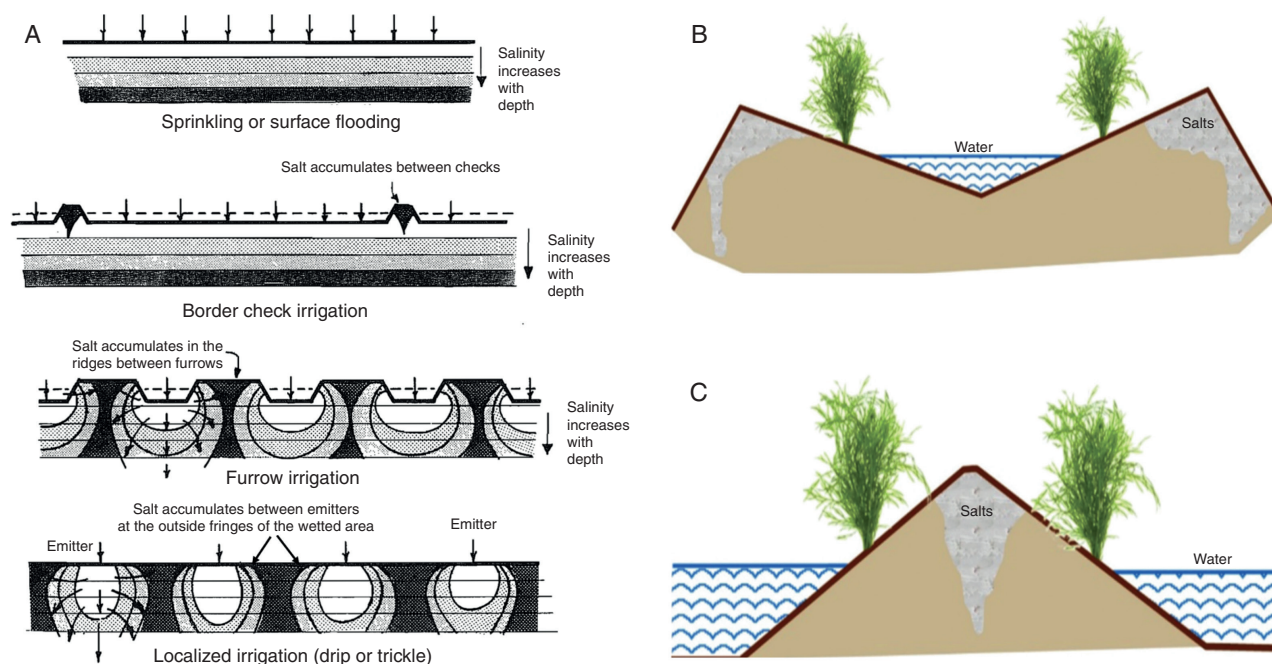 A
Salinity
increases
with
depth
Sprinkling or surface flooding
Salt accumulates between checks
Salinity
increases
with
depth
Border check irrigation
Salt accumulates in the
ridges between furrows
Salinity
increases
with
depth
Furrow irrigation
Salt accumulates between emitters
at the outside fringes of the wetted area
Emitter
Emitter
Localized irrigation (drip or trickle)
B
Water
Salts
C
Salts
Water